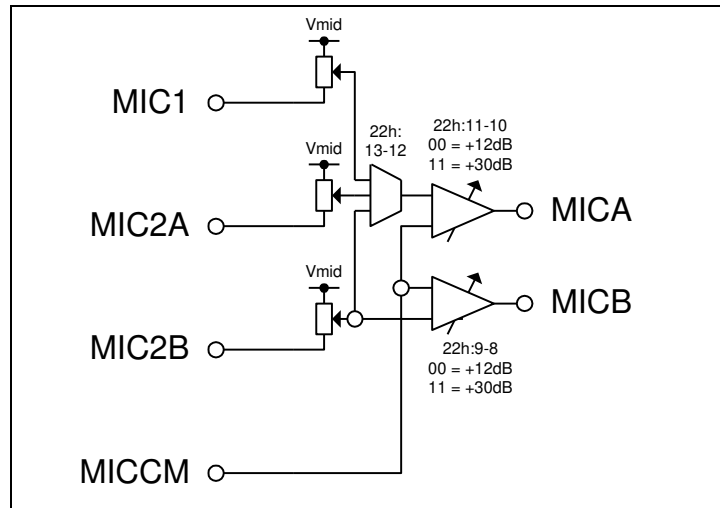 Vmid
MIC1
22h:
13-12
22h:11-10
00 = +12dB
11 = +30dB
Vmid
MIC2A
MICA
Vmid
MIC2B
MICB
22h:9-8
00 = +12dB
11 = +30dB
MICCM